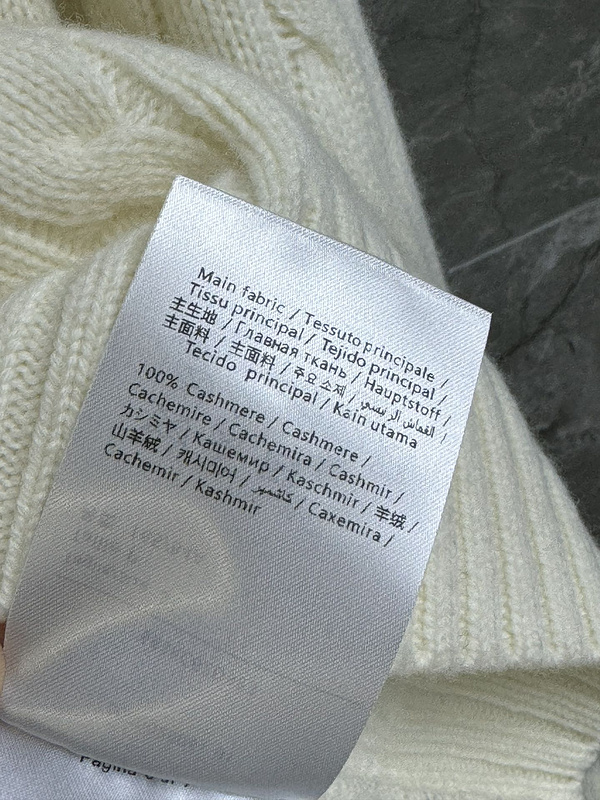 Main fabric / Tessuto principale /
Tissu principal / Tejido principal /
主生地 / Главная ткань / Hauptstoff /
主面料 / 主要面料 / 주요 소재 / القماش الرئيسي /
Tecido principal / Kain utama
100% Cashmere / Cashmere /
Cachemire / Cachemira / Cashmir /
カシミヤ / Кашемир / Kaschmir / 羊绒 /
山羊絨 / 캐시미어 / كاشمير / Caxemira /
Cachemir / Kashmir